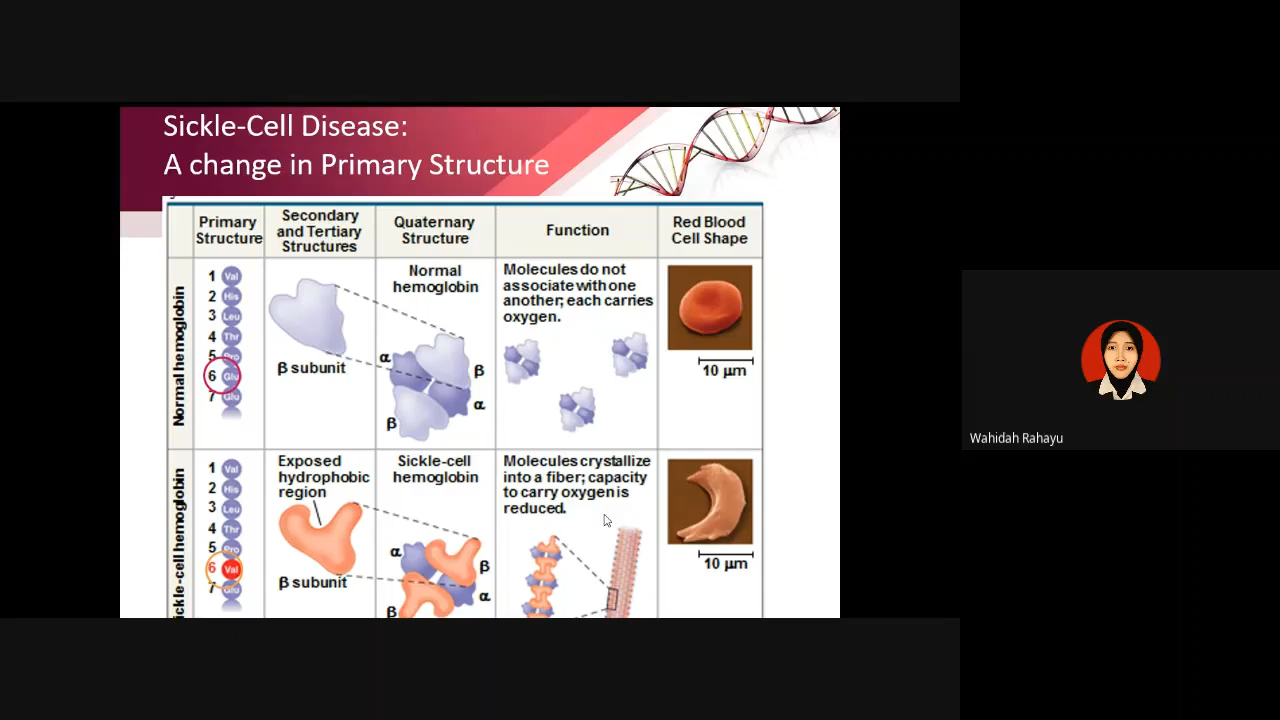 Sickle-Cell Disease:
A change in Primary Structure
Primary
Structure
Secondary
and Tertiary
Structures
Quaternary
Structure
Function
Red Blood
Cell Shape
Normal hemoglobin
1 Val
2 His
3 Leu
4 Thr
5 Pro
6 Glu
7 Glu
β subunit
Normal
hemoglobin
α
β
α
β
Molecules do not
associate with one
another; each carries
oxygen.
10 μm
Sickle-cell hemoglobin
1 Val
2 His
3 Leu
4 Thr
5 Pro
6 Val
7 Glu
Exposed
hydrophobic
region
β subunit
Sickle-cell
hemoglobin
α
β
α
β
Molecules crystallize
into a fiber; capacity
to carry oxygen is
reduced.
10 μm
Wahidah Rahayu